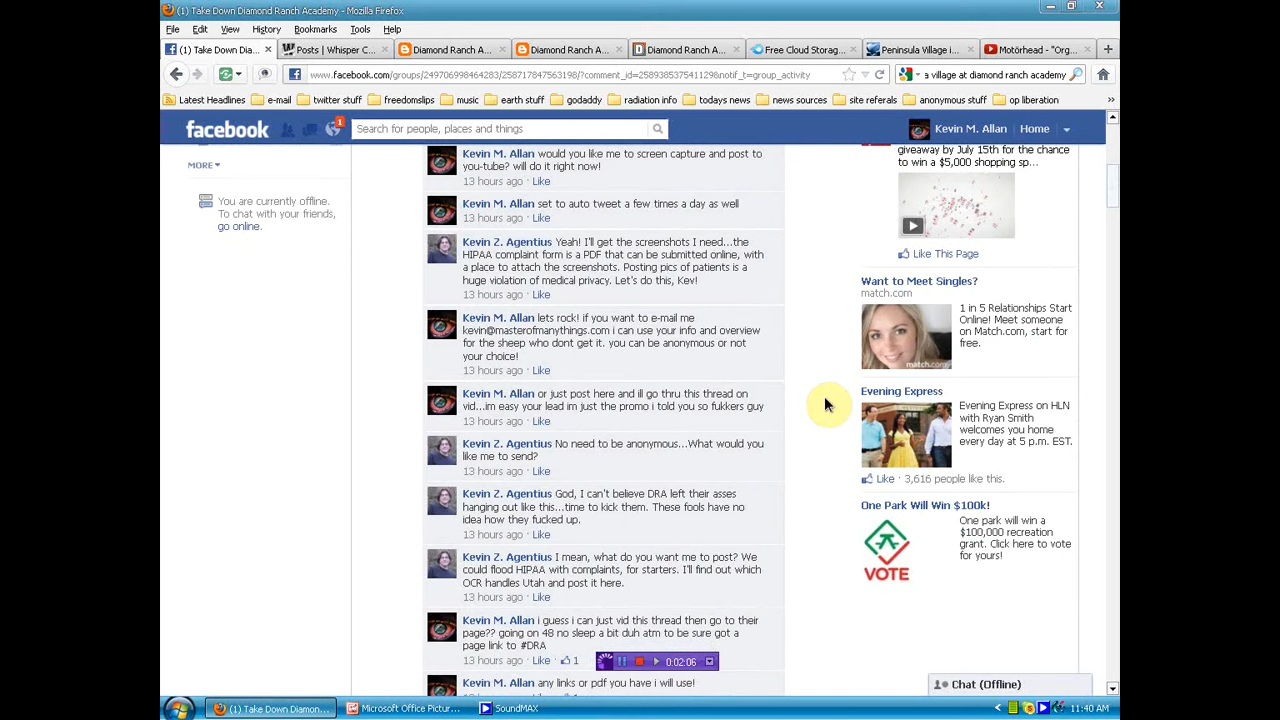 (1) Take Down Diamond Ranch Academy - Mozilla Firefox
File Edit View History Bookmarks Tools Help
(1) Take Down Dia... × Posts | Whisper C... × Diamond Ranch A... × Diamond Ranch A... × Diamond Ranch A... × Free Cloud Storag... × Peninsula Village i... × Motörhead - "Org... × +
www.facebook.com/groups/249706998464283/258717847563198/?comment_id=258938537541129&notif_t=group_activity
a village at diamond ranch academy
Latest Headlines e-mail twitter stuff freedomslips music earth stuff godaddy radiation info todays news news sources site referals anonymous stuff op liberation
facebook 1 Search for people, places and things Kevin M. Allan Home
MORE
You are currently offline.
To chat with your friends,
go online.
Kevin M. Allan would you like me to screen capture and post to
you-tube? will do it right now!
13 hours ago · Like
Kevin M. Allan set to auto tweet a few times a day as well
13 hours ago · Like
Kevin Z. Agentius Yeah! I'll get the screenshots I need...the
HIPAA complaint form is a PDF that can be submitted online, with
a place to attach the screenshots. Posting pics of patients is a
huge violation of medical privacy. Let's do this, Kev!
13 hours ago · Like
Kevin M. Allan lets rock! if you want to e-mail me
kevin@masterofmanythings.com i can use your info and overview
for the sheep who dont get it. you can be anonymous or not
your choice!
13 hours ago · Like
Kevin M. Allan or just post here and ill go thru this thread on
vid...im easy your lead im just the promo i told you so fukkers guy
13 hours ago · Like
Kevin Z. Agentius No need to be anonymous...What would you
like me to send?
13 hours ago · Like
Kevin Z. Agentius God, I can't believe DRA left their asses
hanging out like this...time to kick them. These fools have no
idea how they fucked up.
13 hours ago · Like
Kevin Z. Agentius I mean, what do you want me to post? We
could flood HIPAA with complaints, for starters. I'll find out which
OCR handles Utah and post it here.
13 hours ago · Like
Kevin M. Allan i guess i can just vid this thread then go to their
page?? going on 48 no sleep a bit duh atm to be sure got a
page link to #DRA
13 hours ago · Like · 1
Kevin M. Allan any links or pdf you have i will use!
giveaway by July 15th for the chance
to win a $5,000 shopping sp...
Like This Page
Want to Meet Singles?
match.com
1 in 5 Relationships Start
Online! Meet someone
on Match.com, start for
free.
match.com
Evening Express
Evening Express on HLN
with Ryan Smith
welcomes you home
every day at 5 p.m. EST.
Like · 3,616 people like this.
One Park Will Win $100k!
One park will win a
$100,000 recreation
grant. Click here to vote
for yours!
VOTE
0:02:06
Chat (Offline)
(1) Take Down Diamon... Microsoft Office Pictur... SoundMAX 11:40 AM